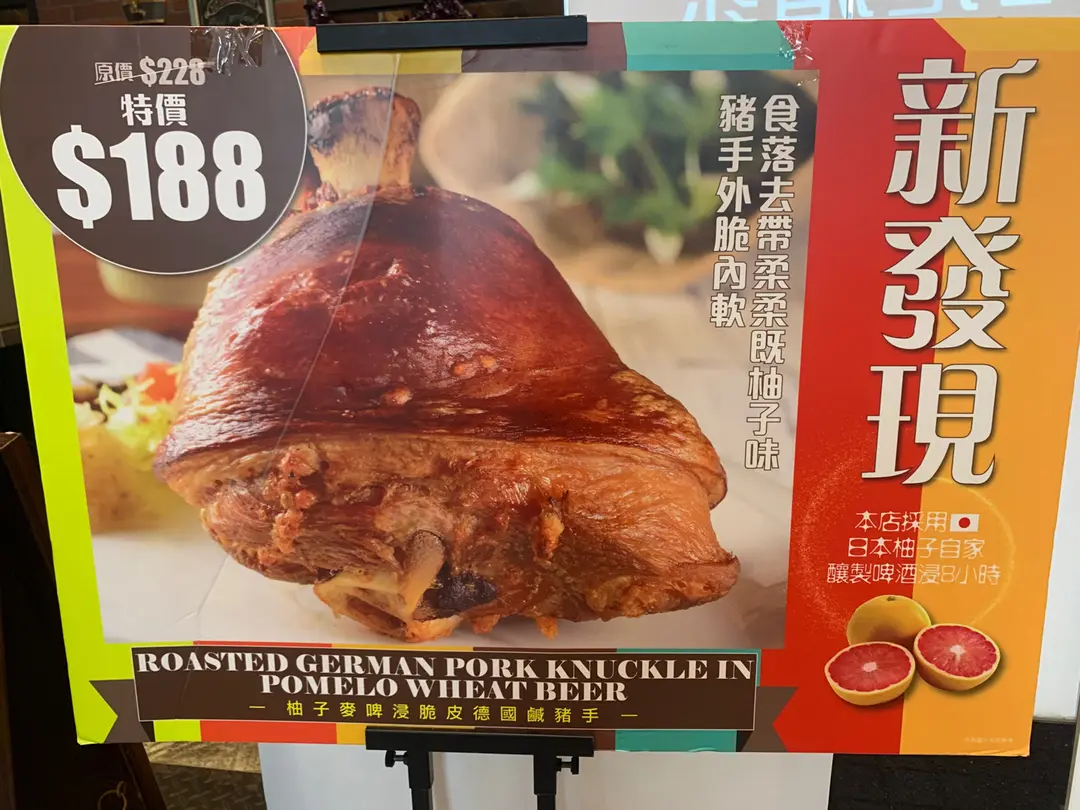 原價 $228
特價
$188
食落去帶柔柔既柚子味
豬手外脆內軟
新發現
本店採用
日本柚子自家
釀製啤酒浸8小時
ROASTED GERMAN PORK KNUCKLE IN
POMELO WHEAT BEER
— 柚子麥啤浸脆皮德國鹹豬手 —